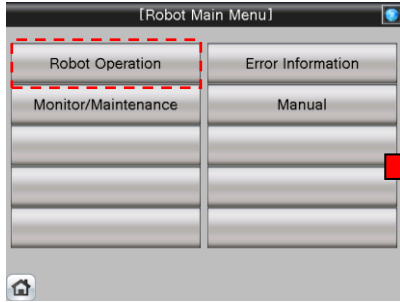 [Robot Main Menu]
Robot Operation
Error Information
Monitor/Maintenance
Manual